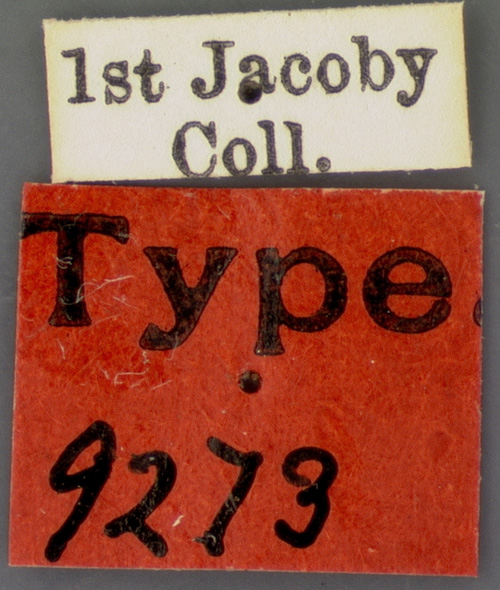 1st Jacoby
Coll.
Type.
9273